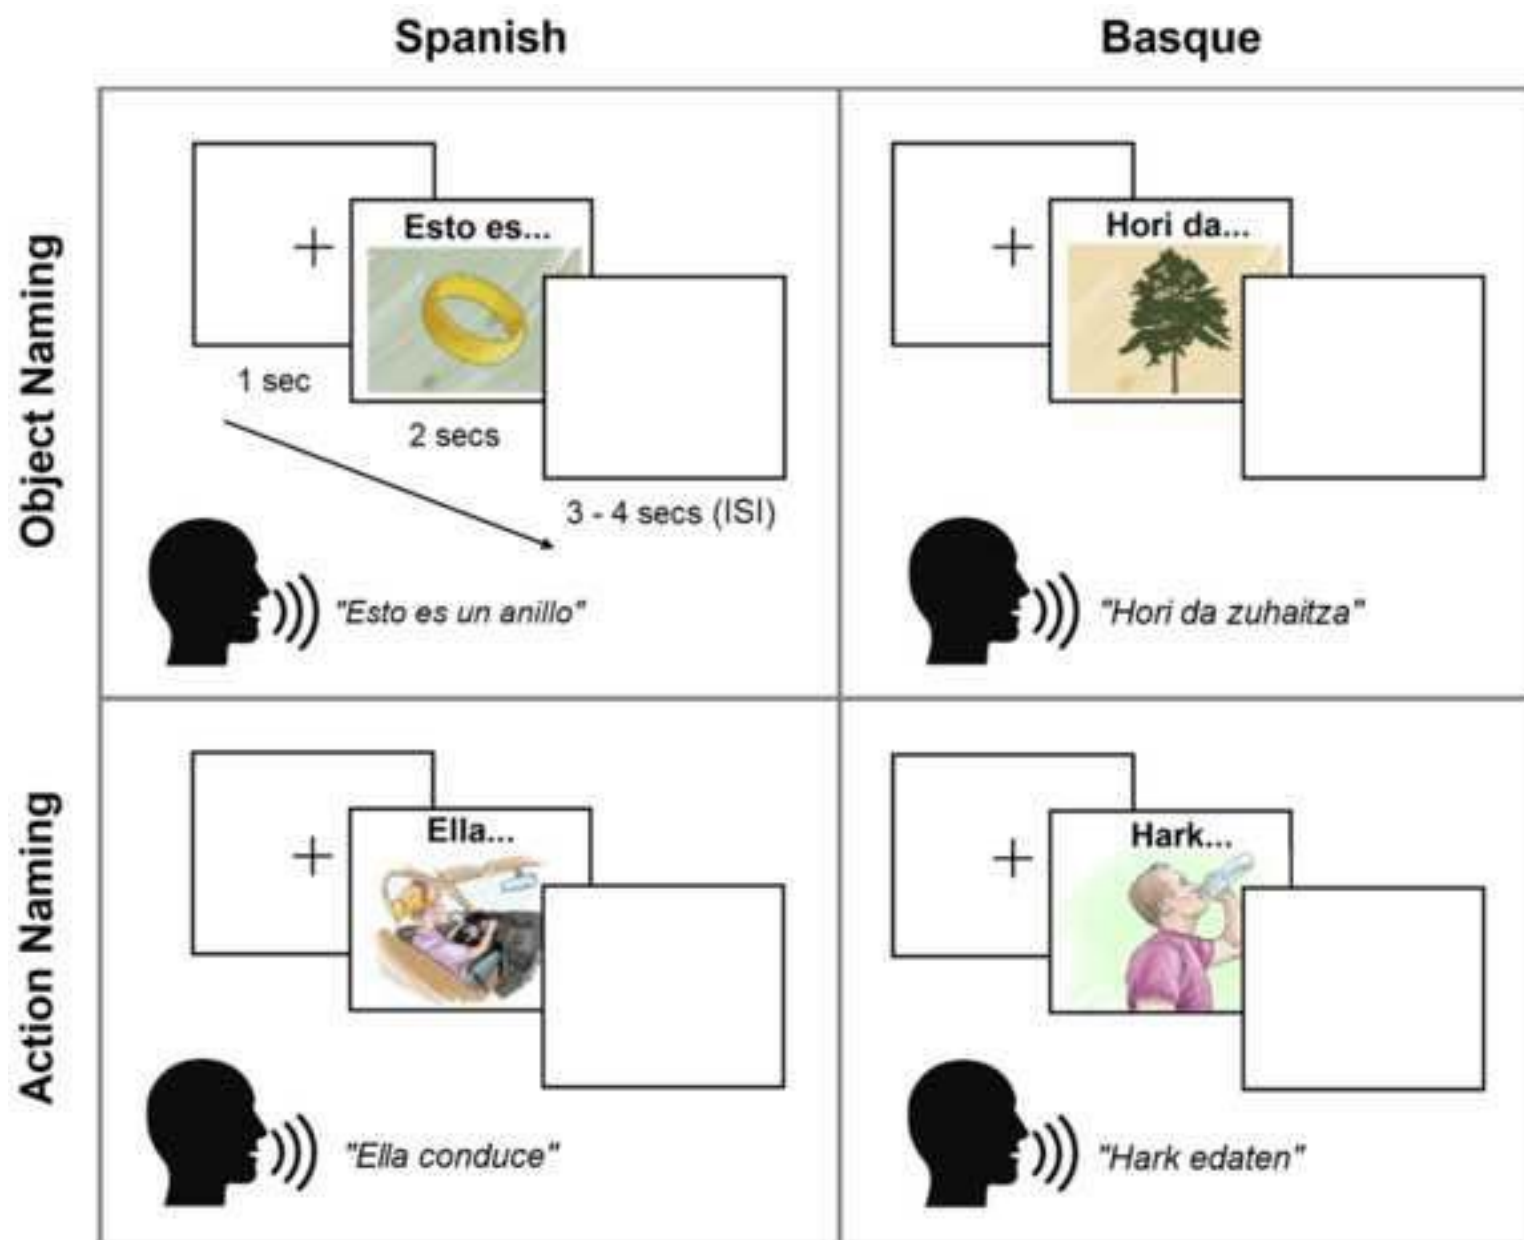 Spanish
Basque
Object Naming
Esto es...
1 sec
2 secs
3 - 4 secs (ISI)
"Esto es un anillo"
Hori da...
"Hori da zuhaitza"
Action Naming
Ella...
"Ella conduce"
Hark...
"Hark edaten"